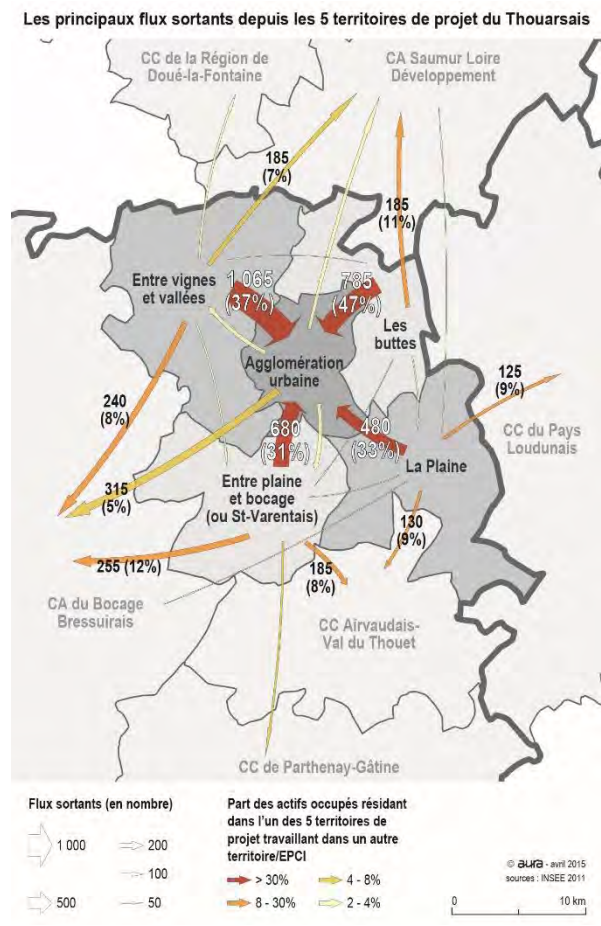 Les principaux flux sortants depuis les 5 territoires de projet du Thouarsais
CC de la Région de
Doué-la-Fontaine
CA Saumur Loire
Développement
185
(7%)
185
(11%)
Entre vignes
et vallées
1 065
(37%)
785
(47%)
Les
buttes
Agglomération
urbaine
125
(9%)
CC du Pays
Loudunais
240
(8%)
680
(31%)
480
(33%)
La Plaine
315
(5%)
Entre plaine
et bocage
(ou St-Varentais)
130
(9%)
255 (12%)
185
(8%)
CA du Bocage
Bressuirais
CC Airvaudais-
Val du Thouet
CC de Parthenay-Gâtine
Flux sortants (en nombre)
1 000
200
100
500
50
Part des actifs occupés résidant
dans l'un des 5 territoires de
projet travaillant dans un autre
territoire/EPCI
> 30%
4 - 8%
8 - 30%
2 - 4%
© aura - avril 2015
sources : INSEE 2011
0
10 km